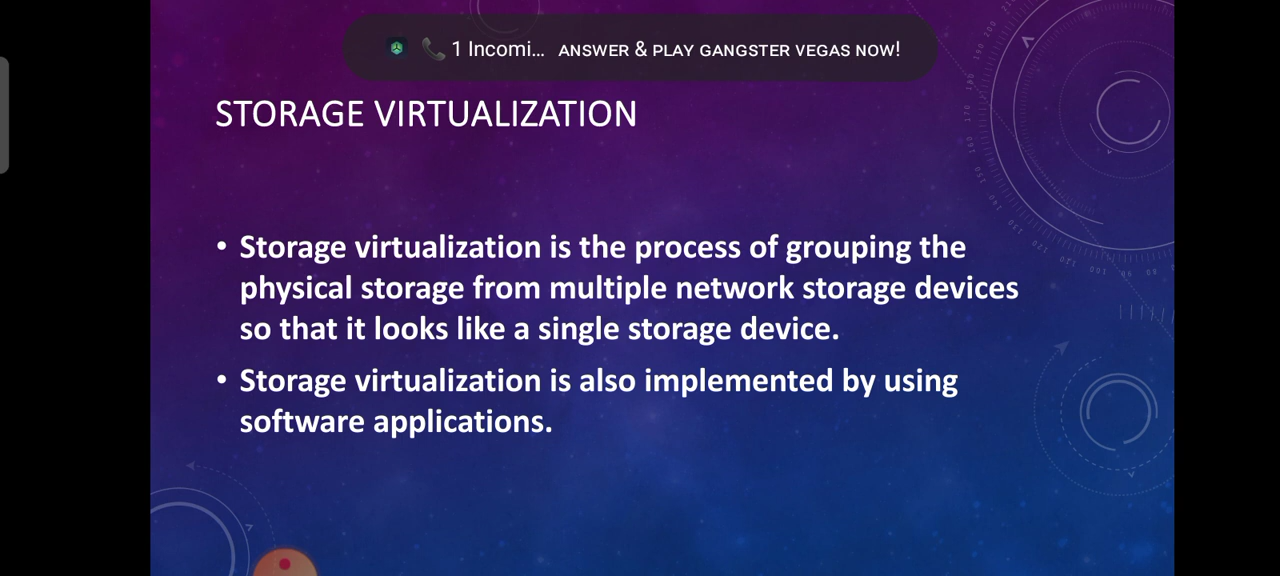 📞 1 Incomi... ANSWER & PLAY GANGSTER VEGAS NOW!
STORAGE VIRTUALIZATION
• Storage virtualization is the process of grouping the
physical storage from multiple network storage devices
so that it looks like a single storage device.
• Storage virtualization is also implemented by using
software applications.